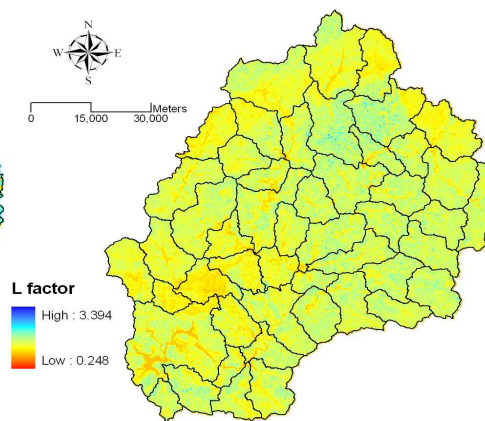 N
W E
S
Meters
0 15,000 30,000
L factor
High : 3.394
Low : 0.248